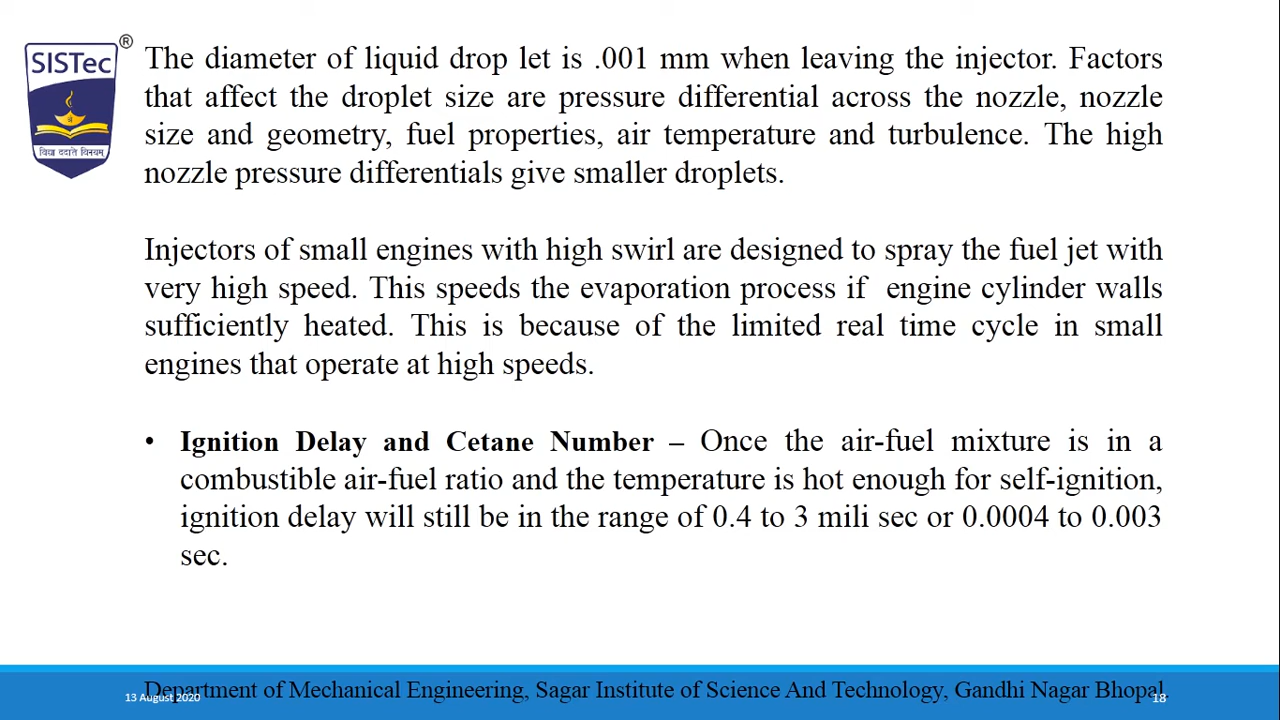 SISTec
®
विद्या ददाति विनयम्
The diameter of liquid drop let is .001 mm when leaving the injector. Factors
that affect the droplet size are pressure differential across the nozzle, nozzle
size and geometry, fuel properties, air temperature and turbulence. The high
nozzle pressure differentials give smaller droplets.
Injectors of small engines with high swirl are designed to spray the fuel jet with
very high speed. This speeds the evaporation process if engine cylinder walls
sufficiently heated. This is because of the limited real time cycle in small
engines that operate at high speeds.
• Ignition Delay and Cetane Number – Once the air-fuel mixture is in a
combustible air-fuel ratio and the temperature is hot enough for self-ignition,
ignition delay will still be in the range of 0.4 to 3 mili sec or 0.0004 to 0.003
sec.
13 August 2020
Department of Mechanical Engineering, Sagar Institute of Science And Technology, Gandhi Nagar Bhopal
18